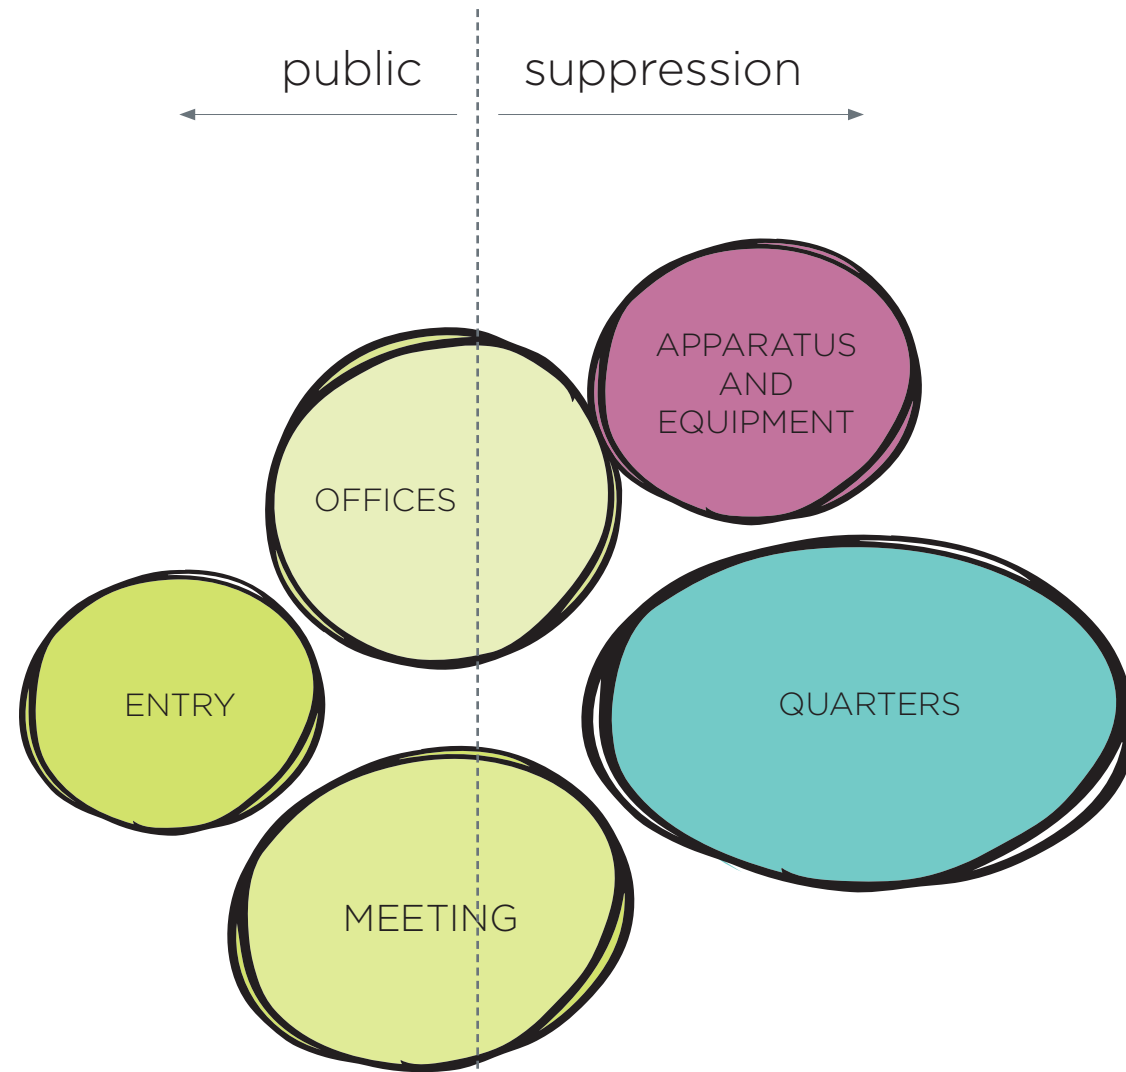 public
suppression
APPARATUS
AND
EQUIPMENT
OFFICES
ENTRY
QUARTERS
MEETING